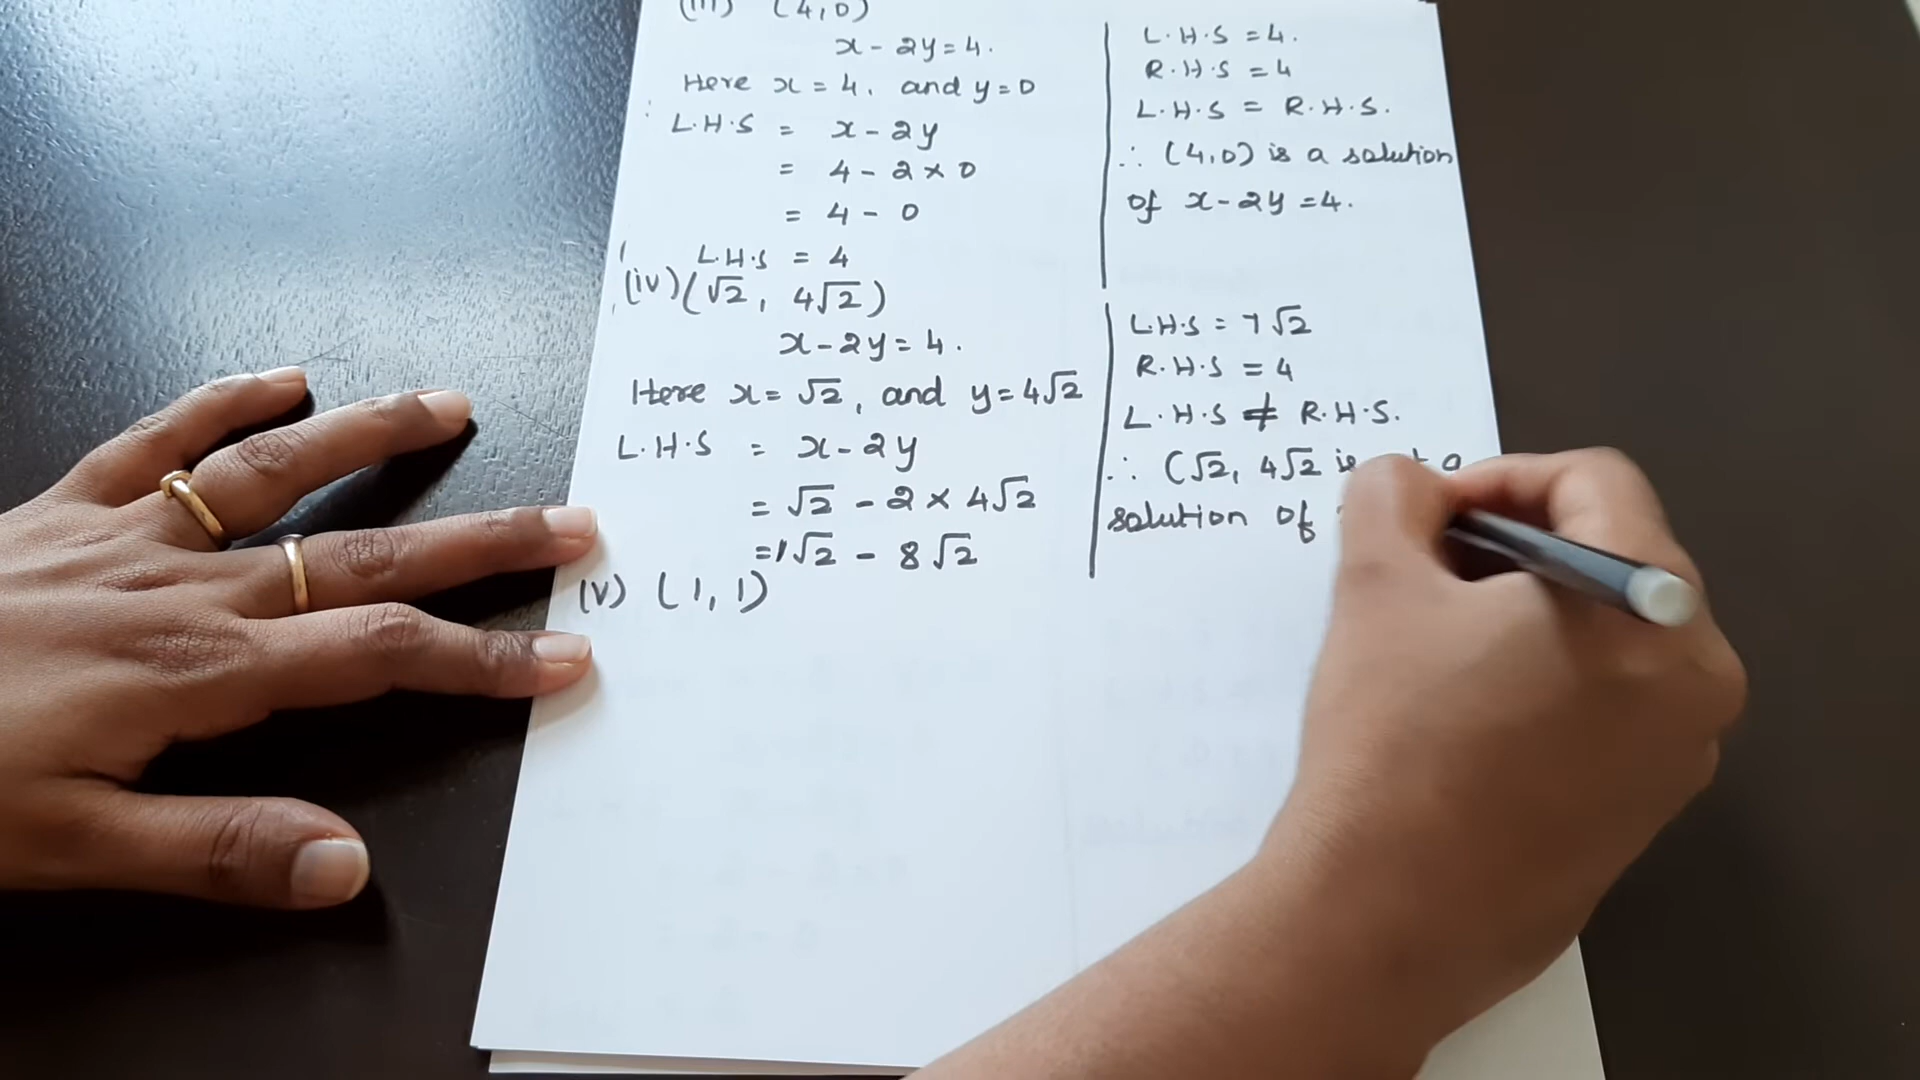 (iii) (4,0)
x - 2y = 4.
Here x = 4, and y = 0
L.H.S = x - 2y
= 4 - 2 × 0
= 4 - 0
L.H.S = 4
L.H.S = 4.
R.H.S = 4
L.H.S = R.H.S.
∴ (4,0) is a solution
of x - 2y = 4.
(iv) (√2, 4√2)
x - 2y = 4.
Here x = √2, and y = 4√2
L.H.S = x - 2y
= √2 - 2 × 4√2
= 1√2 - 8√2
L.H.S = 7√2
R.H.S = 4
L.H.S ≠ R.H.S.
∴ (√2, 4√2 is a
solution of
(v) (1,1)